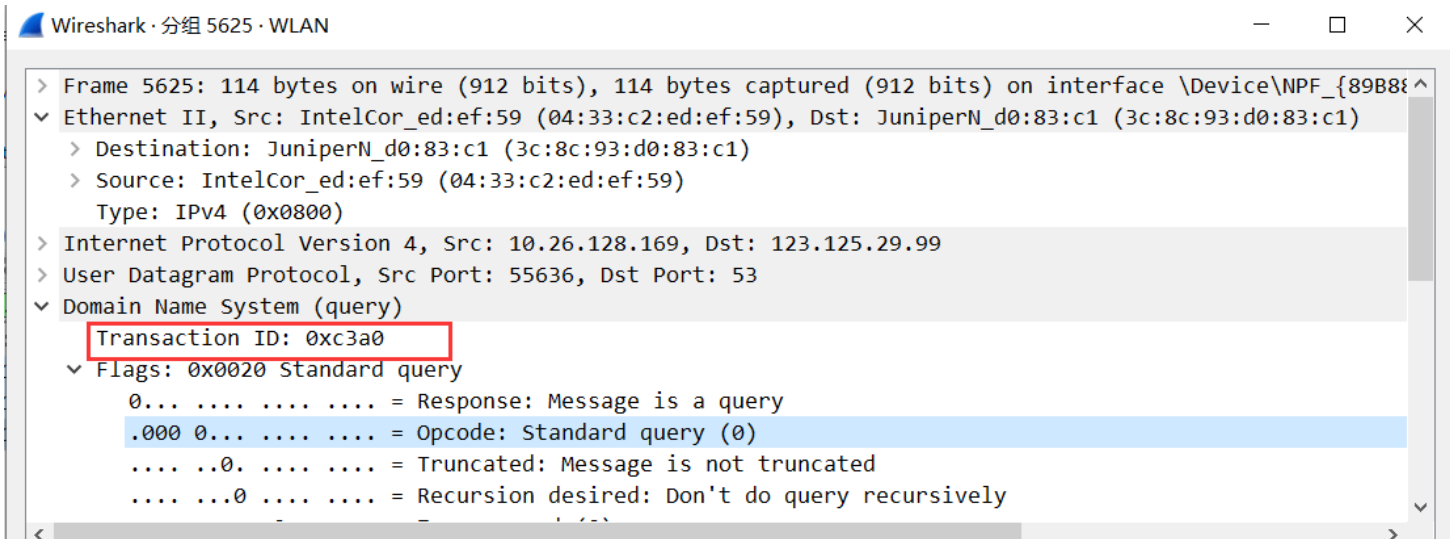 Wireshark · 分组 5625 · WLAN
Frame 5625: 114 bytes on wire (912 bits), 114 bytes captured (912 bits) on interface \Device\NPF_{89B88
Ethernet II, Src: IntelCor_ed:ef:59 (04:33:c2:ed:ef:59), Dst: JuniperN_d0:83:c1 (3c:8c:93:d0:83:c1)
Destination: JuniperN_d0:83:c1 (3c:8c:93:d0:83:c1)
Source: IntelCor_ed:ef:59 (04:33:c2:ed:ef:59)
Type: IPv4 (0x0800)
Internet Protocol Version 4, Src: 10.26.128.169, Dst: 123.125.29.99
User Datagram Protocol, Src Port: 55636, Dst Port: 53
Domain Name System (query)
Transaction ID: 0xc3a0
Flags: 0x0020 Standard query
0... .... .... .... = Response: Message is a query
.000 0... .... .... = Opcode: Standard query (0)
.... ..0. .... .... = Truncated: Message is not truncated
.... ...0 .... .... = Recursion desired: Don't do query recursively